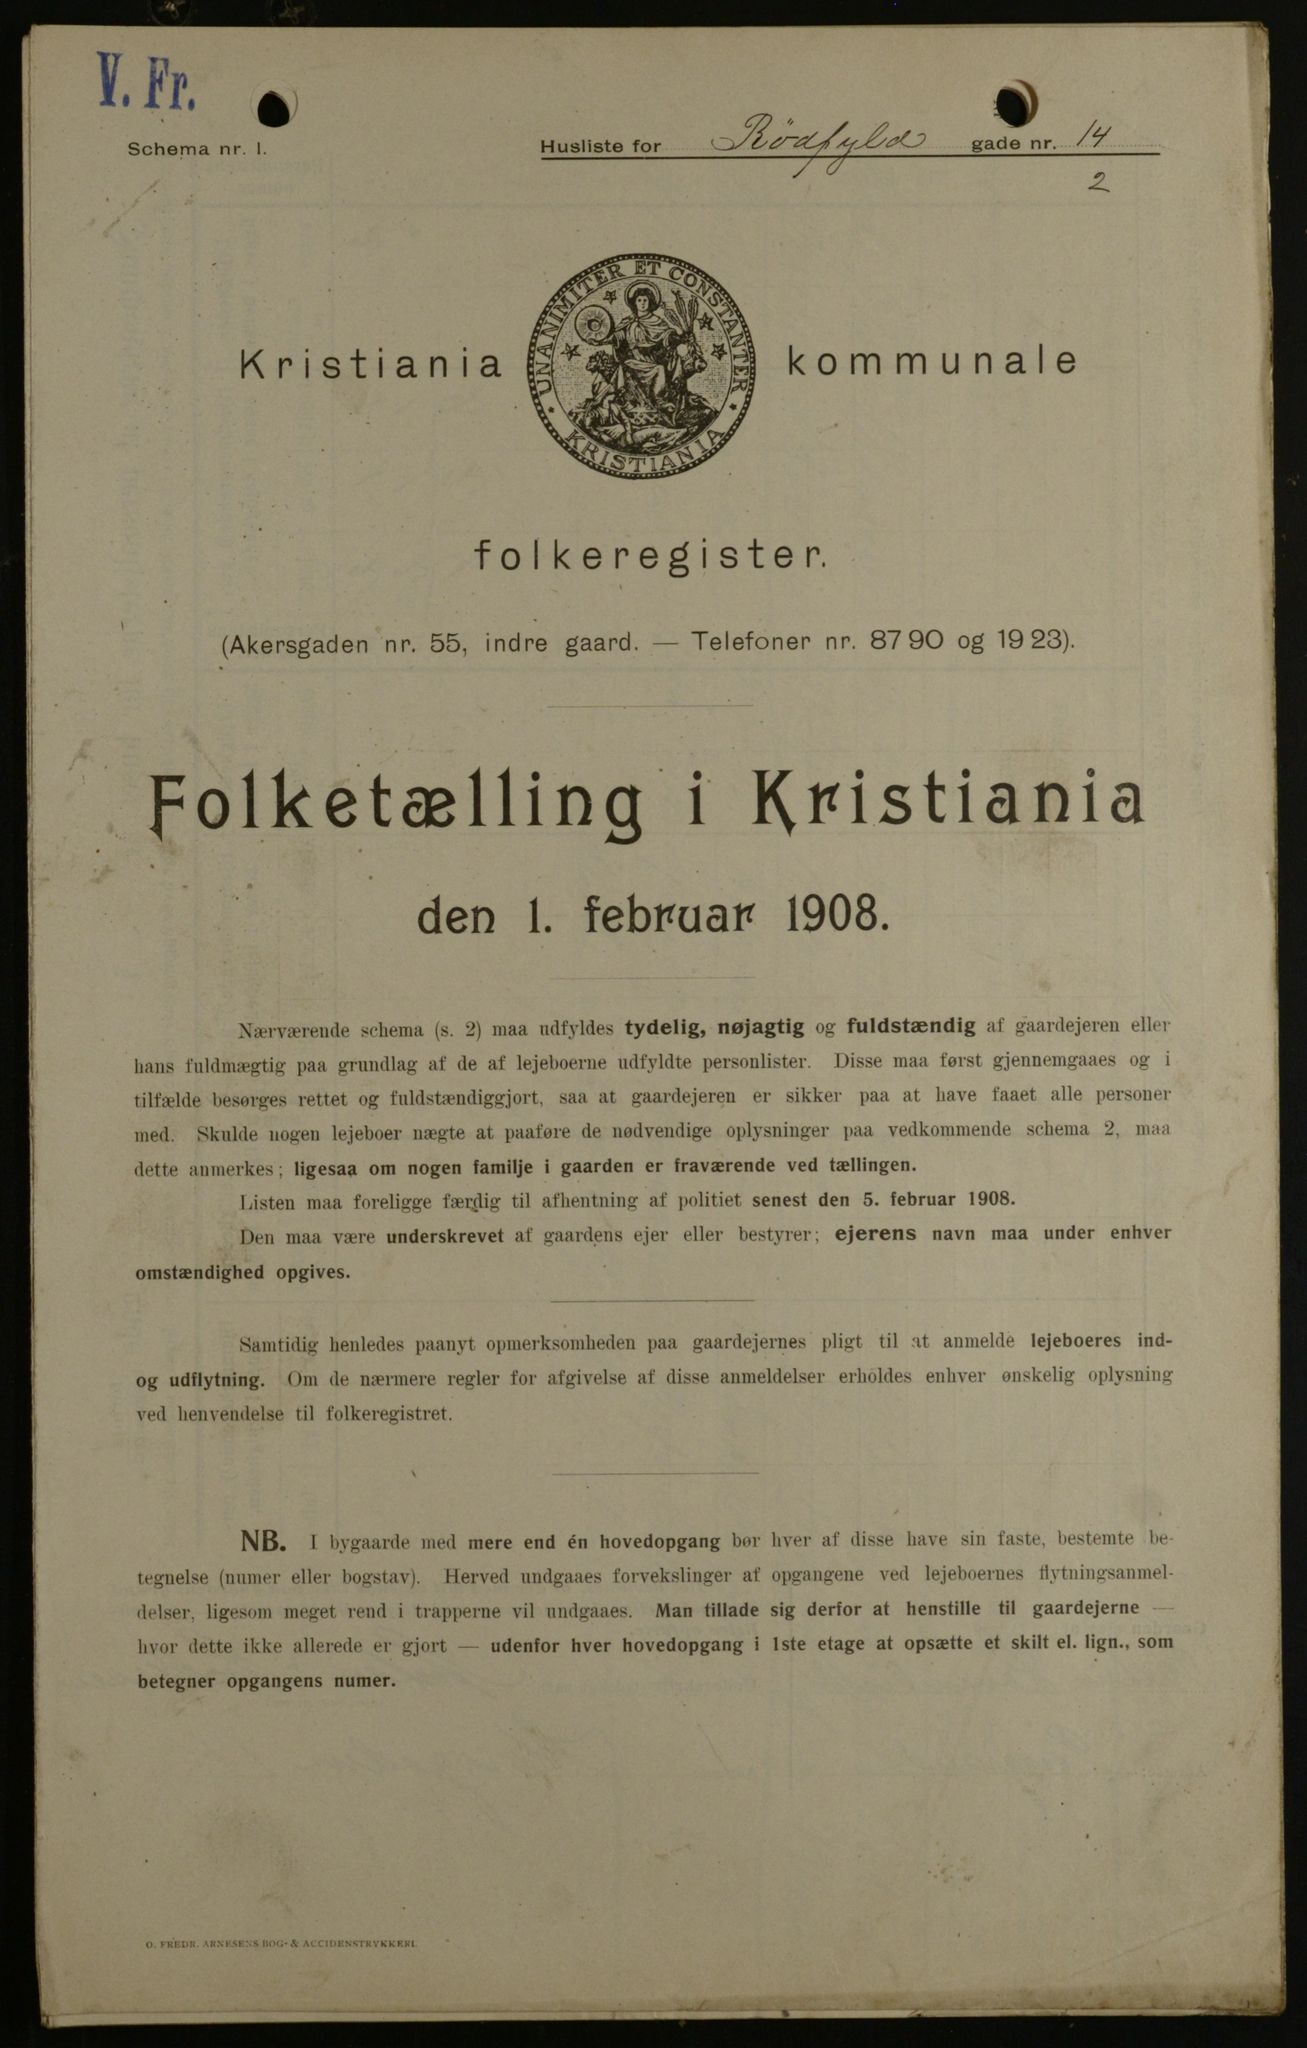 V. Fr.
Schema nr. 1.
Husliste for Rödfyld gade nr. 14
2
Kristiania kommunale
UNANIMITER ET CONSTANTER
KRISTIANIA
folkeregister.
(Akersgaden nr. 55, indre gaard. — Telefoner nr. 8790 og 1923).
Folketælling i Kristiania
den 1. februar 1908.
Nærværende schema (s. 2) maa udfyldes tydelig, nøjagtig og fuldstændig af gaardejeren eller
hans fuldmægtig paa grundlag af de af lejeboerne udfyldte personlister. Disse maa først gjennemgaaes og i
tilfælde besørges rettet og fuldstændiggjort, saa at gaardejeren er sikker paa at have faaet alle personer
med. Skulde nogen lejeboer nægte at paaføre de nødvendige oplysninger paa vedkommende schema 2, maa
dette anmerkes; ligesaa om nogen familje i gaarden er fraværende ved tællingen.
Listen maa foreligge færdig til afhentning af politiet senest den 5. februar 1908.
Den maa være underskrevet af gaardens ejer eller bestyrer; ejerens navn maa under enhver
omstændighed opgives.
Samtidig henledes paanyt opmerksomheden paa gaardejernes pligt til at anmelde lejeboeres ind-
og udflytning. Om de nærmere regler for afgivelse af disse anmeldelser erholdes enhver ønskelig oplysning
ved henvendelse til folkeregistret.
NB. I bygaarde med mere end én hovedopgang bør hver af disse have sin faste, bestemte be-
tegnelse (numer eller bogstav). Herved undgaaes forvekslinger af opgangene ved lejeboernes flytningsanmel-
delser, ligesom meget rend i trapperne vil undgaaes. Man tillade sig derfor at henstille til gaardejerne —
hvor dette ikke allerede er gjort — udenfor hver hovedopgang i 1ste etage at opsætte et skilt el. lign., som
betegner opgangens numer.
O. FREDR. ARNESENS BOG- & ACCIDENSTRYKKERI.